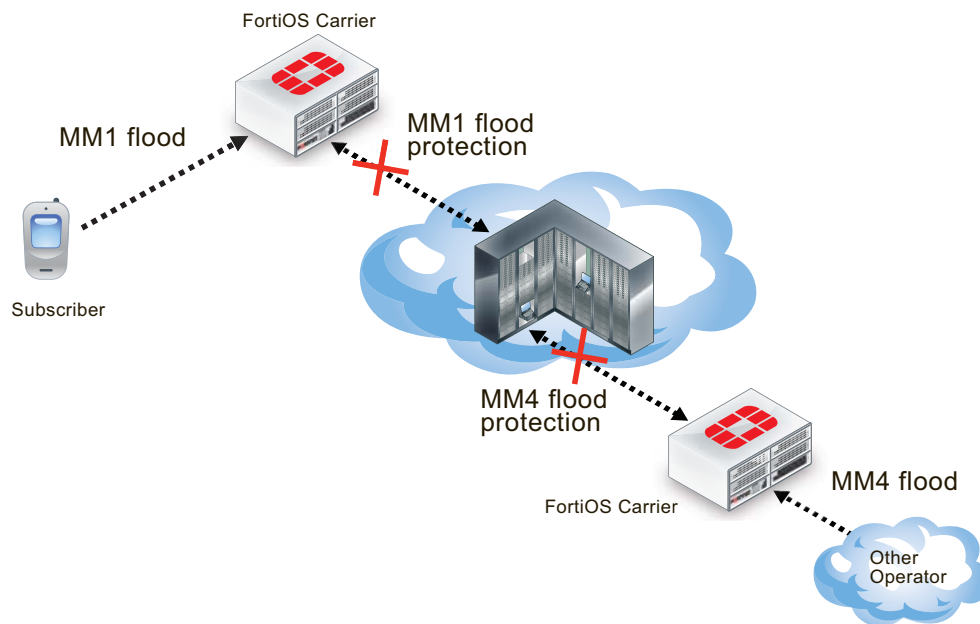 FortiOS Carrier
MM1 flood
MM1 flood
protection
Subscriber
MM4 flood
protection
FortiOS Carrier
MM4 flood
Other
Operator